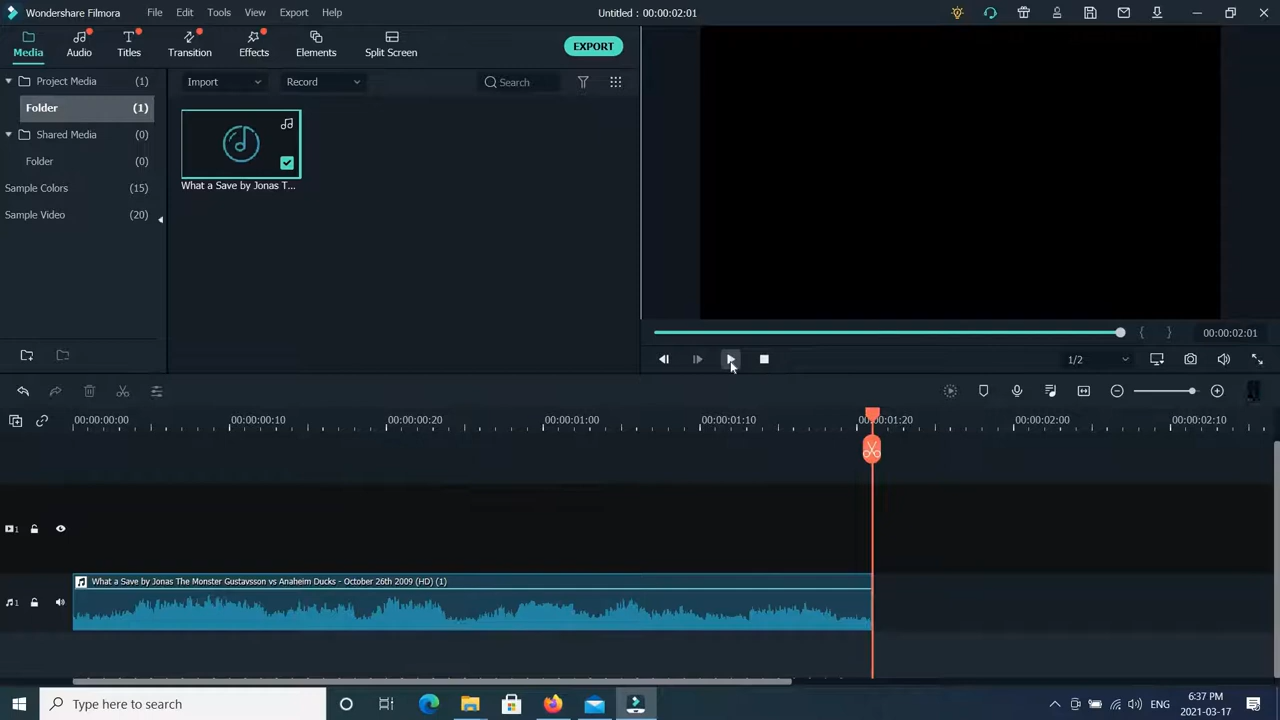 Wondershare Filmora File Edit Tools View Export Help Untitled : 00:00:02:01
Media Audio Titles Transition Effects Elements Split Screen EXPORT
Project Media (1)
Folder (1)
Shared Media (0)
Folder (0)
Sample Colors (15)
Sample Video (20)
Import Record Search
What a Save by Jonas T...
00:00:02:01
1/2
00:00:00:00 00:00:00:10 00:00:00:20 00:00:01:00 00:00:01:10 00:00:01:20 00:00:02:00 00:00:02:10
1
What a Save by Jonas The Monster Gustavsson vs Anaheim Ducks - October 26th 2009 (HD) (1)
1
Type here to search
ENG
6:37 PM
2021-03-17